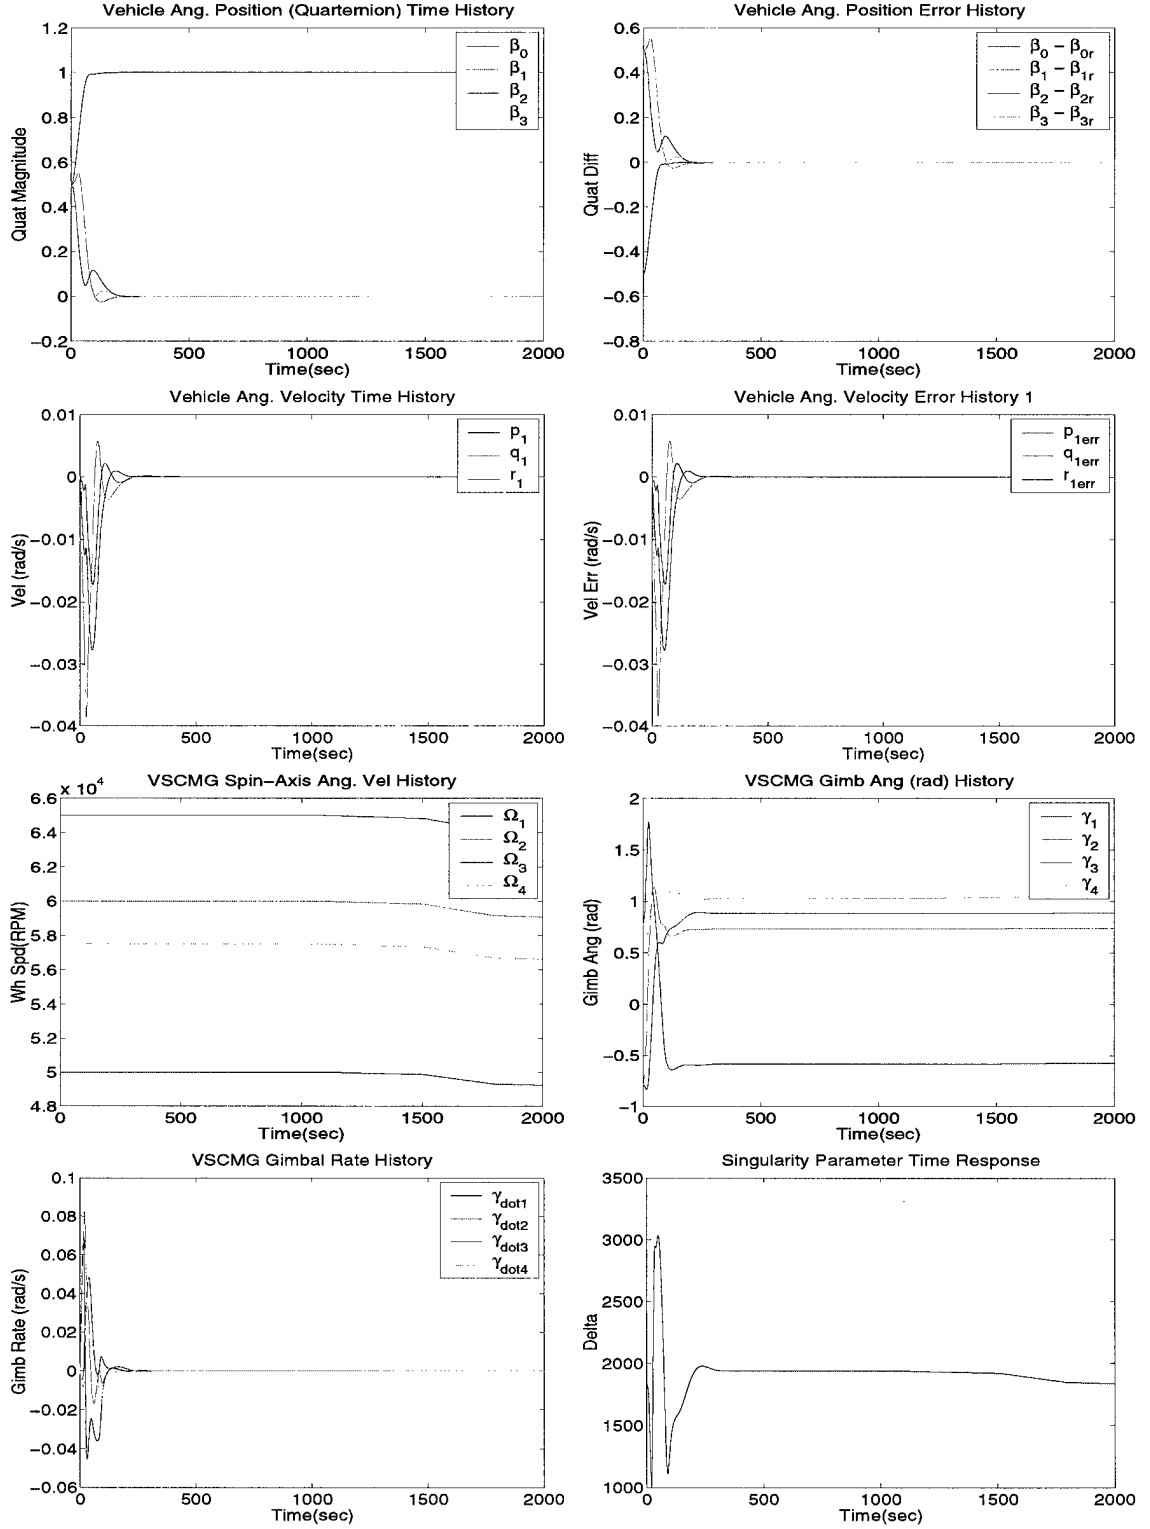 Vehicle Ang. Position (Quarternion) Time History
1.2
1
0.8
0.6
0.4
0.2
0
−0.2
Quat Magnitude
β0
β1
β2
β3
0 500 1000 1500 2000
Time(sec)
Vehicle Ang. Position Error History
0.6
0.4
0.2
0
−0.2
−0.4
−0.6
−0.8
Quat Diff
β0 − β0r
β1 − β1r
β2 − β2r
β3 − β3r
0 500 1000 1500 2000
Time(sec)
Vehicle Ang. Velocity Time History
0.01
0
−0.01
−0.02
−0.03
−0.04
Vel (rad/s)
p1
q1
r1
0 500 1000 1500 2000
Time(sec)
Vehicle Ang. Velocity Error History 1
0.01
0
−0.01
−0.02
−0.03
−0.04
Vel Err (rad/s)
p1err
q1err
r1err
0 500 1000 1500 2000
Time(sec)
VSCMG Spin−Axis Ang. Vel History
x 10^4
6.6
6.4
6.2
6
5.8
5.6
5.4
5.2
5
4.8
Wh Spd(RPM)
Ω1
Ω2
Ω3
Ω4
0 500 1000 1500 2000
Time(sec)
VSCMG Gimb Ang (rad) History
2
1.5
1
0.5
0
−0.5
−1
Gimb Ang (rad)
γ1
γ2
γ3
γ4
0 500 1000 1500 2000
Time(sec)
VSCMG Gimbal Rate History
0.1
0.08
0.06
0.04
0.02
0
−0.02
−0.04
−0.06
Gimb Rate (rad/s)
γdot1
γdot2
γdot3
γdot4
0 500 1000 1500 2000
Time(sec)
Singularity Parameter Time Response
3500
3000
2500
2000
1500
1000
Delta
0 500 1000 1500 2000
Time(sec)